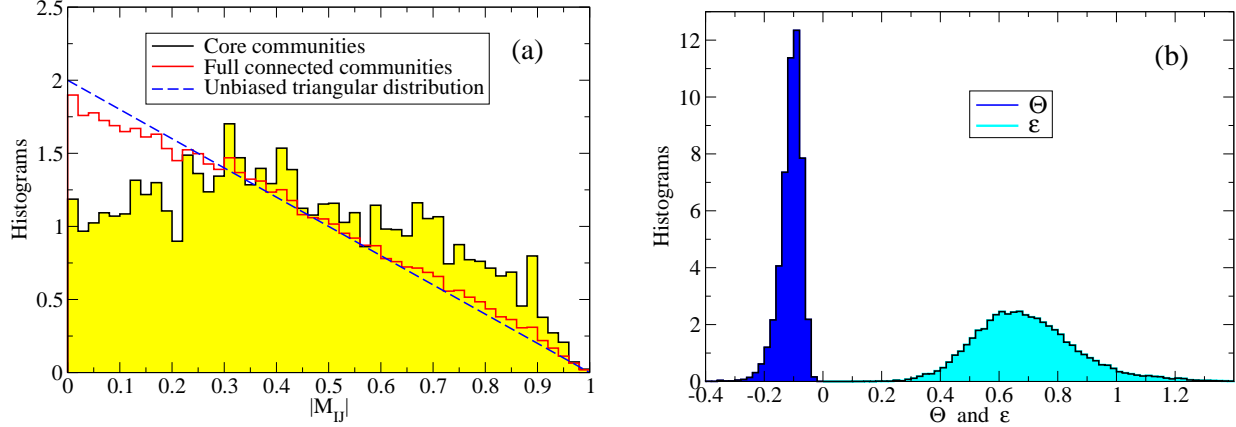 2.5
2
1.5
1
0.5
0
Histograms
Core communities
Full connected communities
Unbiased triangular distribution
(a)
0 0.1 0.2 0.3 0.4 0.5 0.6 0.7 0.8 0.9 1
|M_IJ|
12
10
8
6
4
2
0
Histograms
Θ
ε
(b)
-0.4 -0.2 0 0.2 0.4 0.6 0.8 1 1.2
Θ and ε